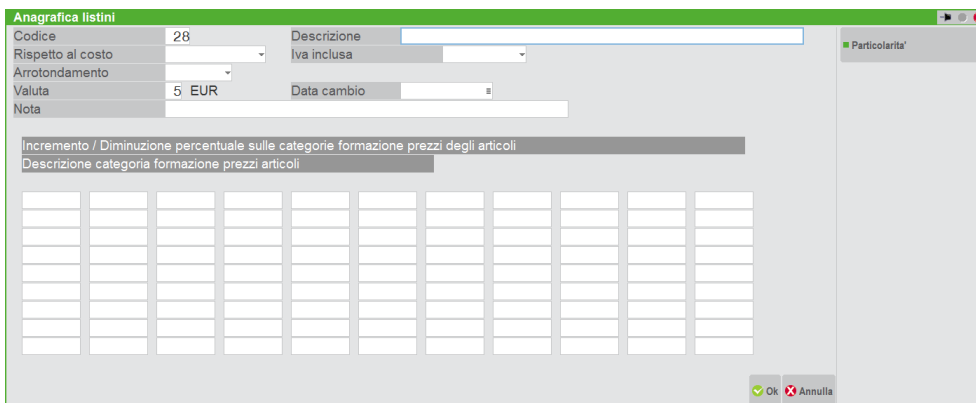 Anagrafica listini
Codice 28 Descrizione
Rispetto al costo Iva inclusa
Particolarita'
Arrotondamento
Valuta 5 EUR Data cambio
Nota
Incremento / Diminuzione percentuale sulle categorie formazione prezzi degli articoli
Descrizione categoria formazione prezzi articoli
Ok Annulla